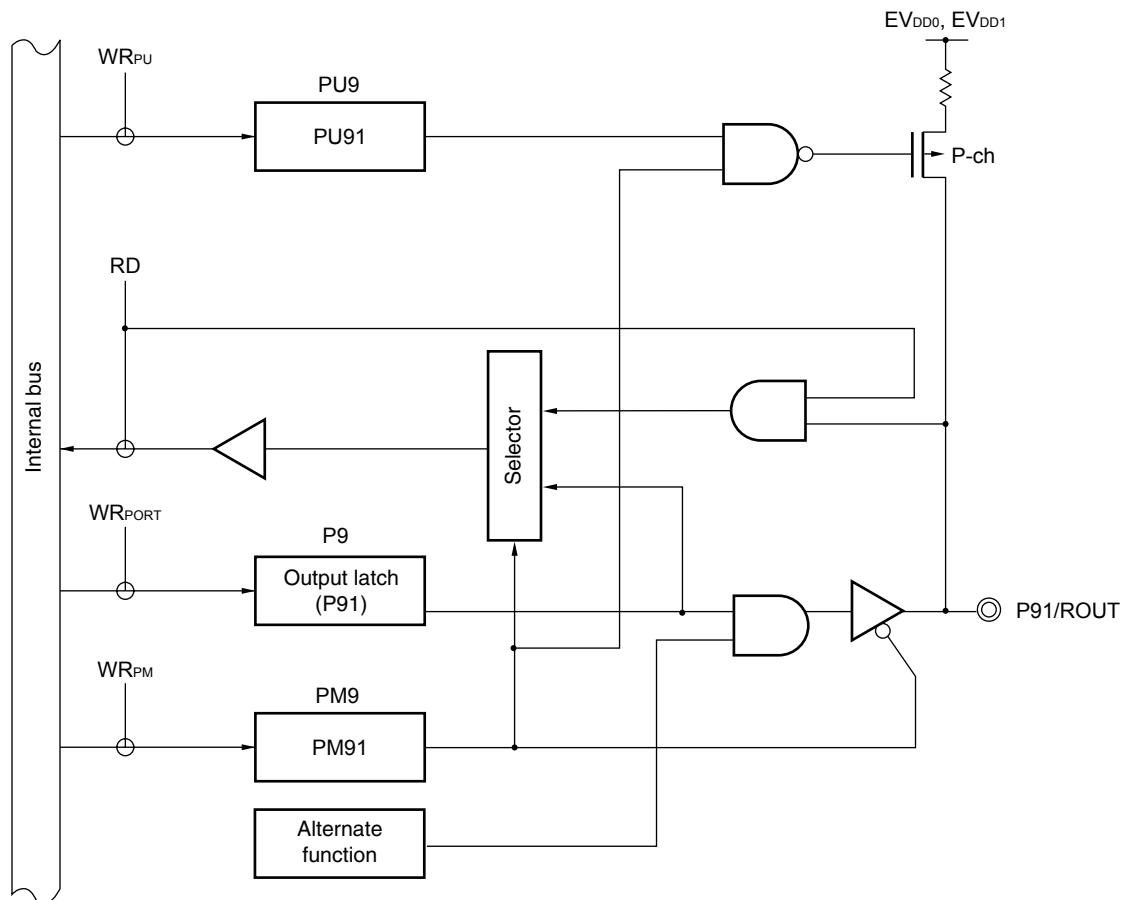 EVDD0, EVDD1
WRPU
PU9
PU91
P-ch
RD
Internal bus
Selector
WRPORT
P9
Output latch
(P91)
P91/ROUT
WRPM
PM9
PM91
Alternate
function